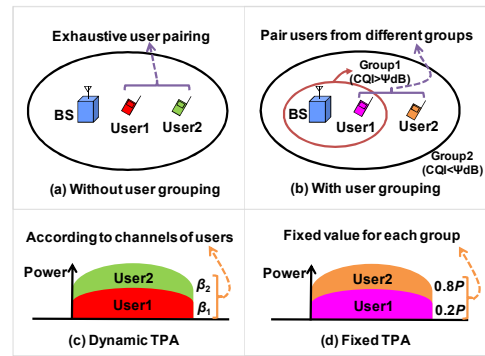 Exhaustive user pairing
BS
User1
User2
(a) Without user grouping
Pair users from different groups
Group1
(CQI>ΨdB)
BS
User1
User2
Group2
(CQI<ΨdB)
(b) With user grouping
According to channels of users
Power
User2
β2
User1
β1
(c) Dynamic TPA
Fixed value for each group
Power
User2
0.8P
User1
0.2P
(d) Fixed TPA